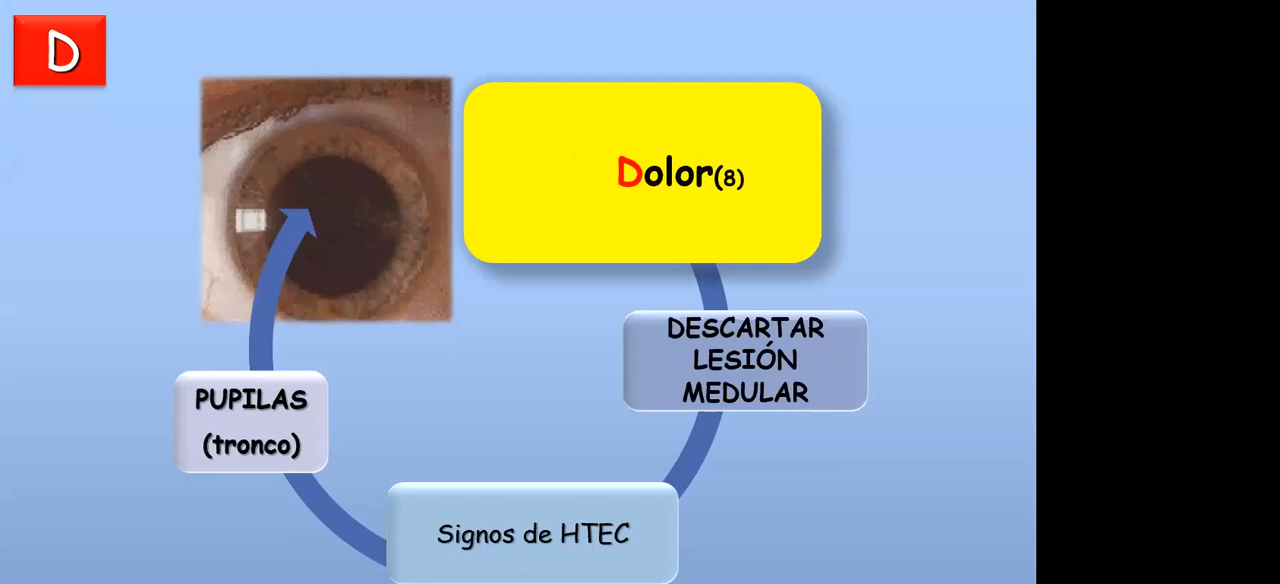 D
Dolor(8)
DESCARTAR
LESIÓN
MEDULAR
PUPILAS
(tronco)
Signos de HTEC